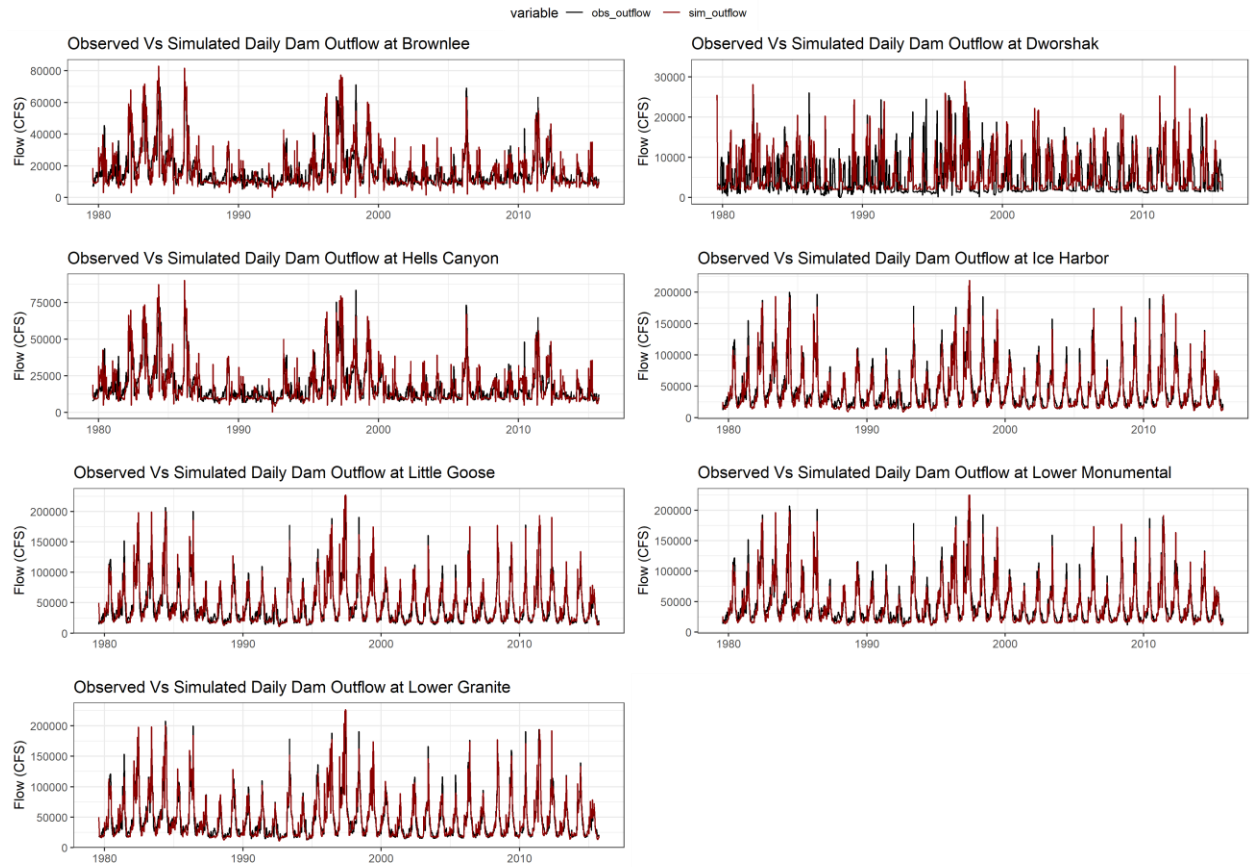 variable obs_outflow sim_outflow
Observed Vs Simulated Daily Dam Outflow at Brownlee
Flow (CFS)
80000
60000
40000
20000
0
1980 1990 2000 2010
Observed Vs Simulated Daily Dam Outflow at Dworshak
Flow (CFS)
30000
20000
10000
0
1980 1990 2000 2010
Observed Vs Simulated Daily Dam Outflow at Hells Canyon
Flow (CFS)
75000
50000
25000
0
1980 1990 2000 2010
Observed Vs Simulated Daily Dam Outflow at Ice Harbor
Flow (CFS)
200000
150000
100000
50000
0
1980 1990 2000 2010
Observed Vs Simulated Daily Dam Outflow at Little Goose
Flow (CFS)
200000
150000
100000
50000
0
1980 1990 2000 2010
Observed Vs Simulated Daily Dam Outflow at Lower Monumental
Flow (CFS)
200000
150000
100000
50000
0
1980 1990 2000 2010
Observed Vs Simulated Daily Dam Outflow at Lower Granite
Flow (CFS)
200000
150000
100000
50000
0
1980 1990 2000 2010